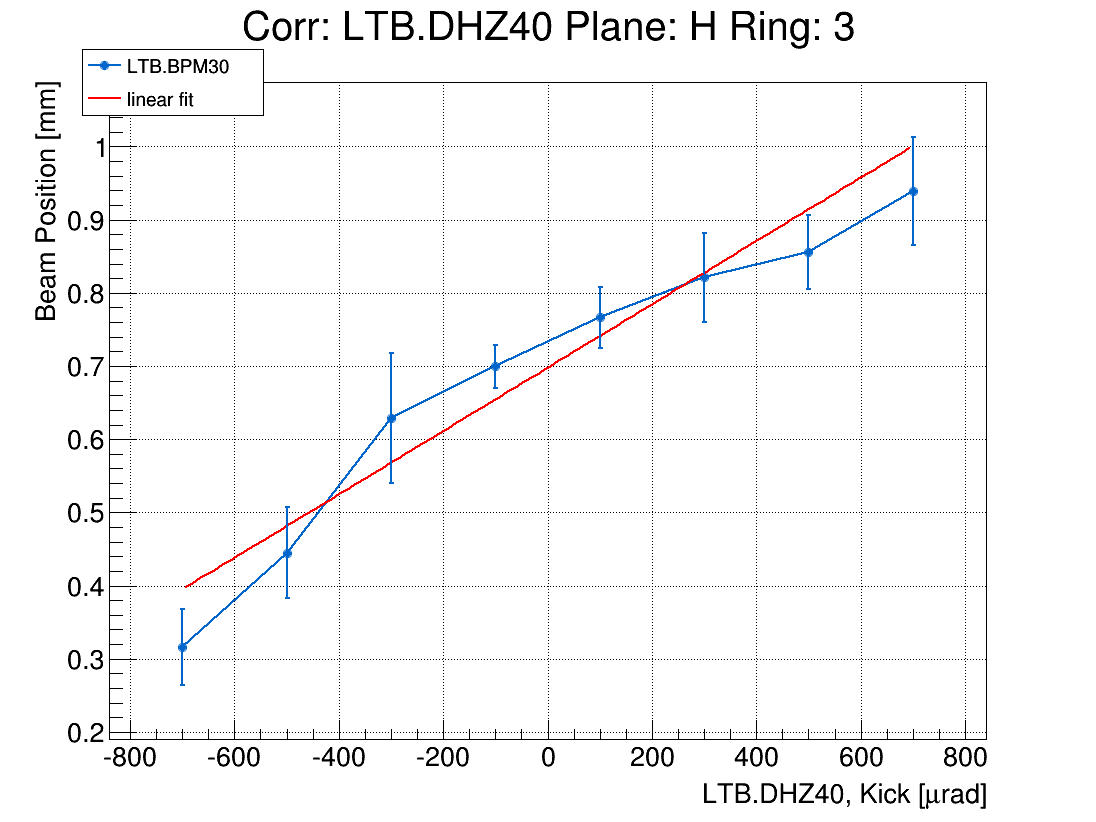 Corr: LTB.DHZ40 Plane: H Ring: 3
LTB.BPM30
linear fit
Beam Position [mm]
1
0.9
0.8
0.7
0.6
0.5
0.4
0.3
0.2
-800 -600 -400 -200 0 200 400 600 800
LTB.DHZ40, Kick [μrad]